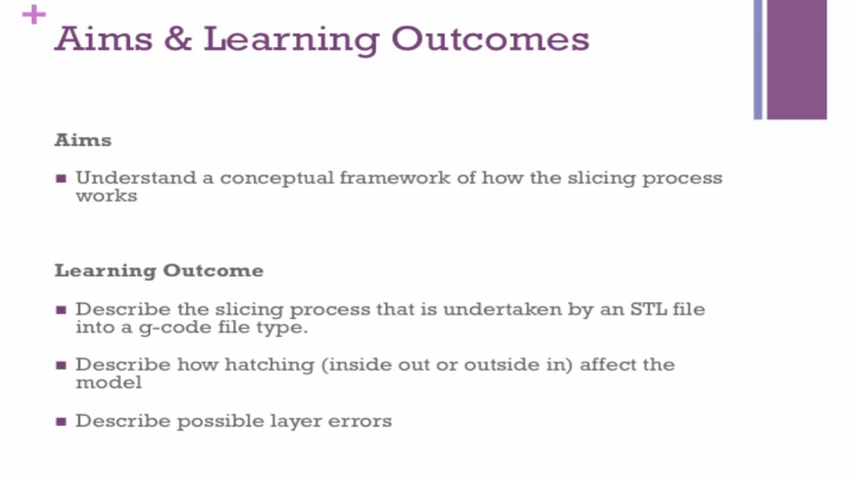 Aims & Learning Outcomes
Aims
Understand a conceptual framework of how the slicing process
works
Learning Outcome
Describe the slicing process that is undertaken by an STL file
into a g-code file type.
Describe how hatching (inside out or outside in) affect the
model
Describe possible layer errors